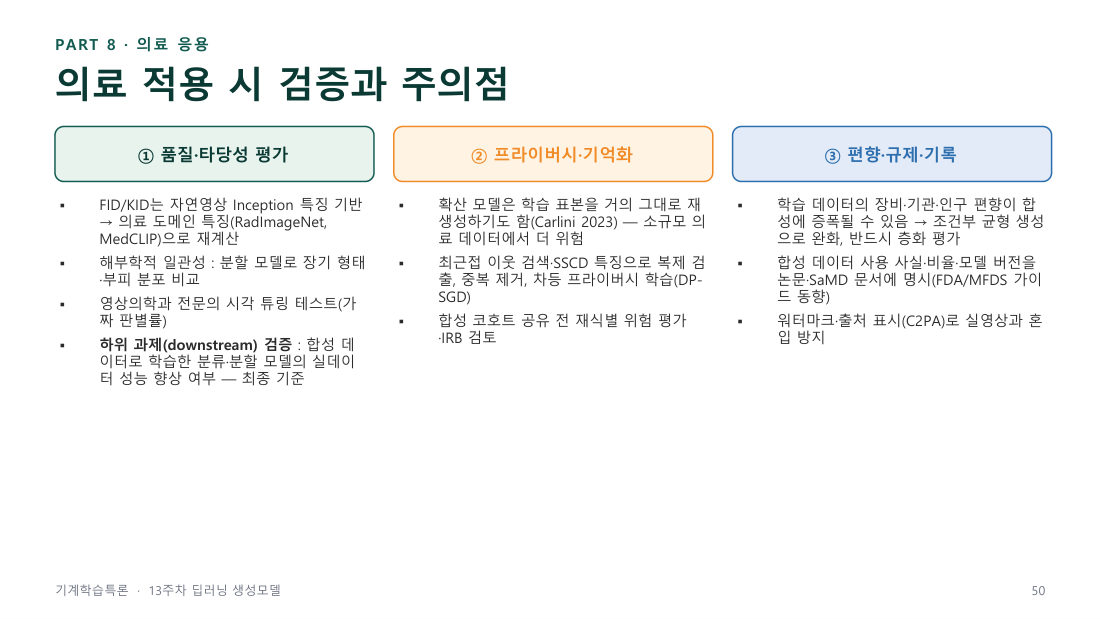 PART 8 · 의료 응용
의료 적용 시 검증과 주의점
① 품질·타당성 평가
▪ FID/KID는 자연영상 Inception 특징 기반
→ 의료 도메인 특징(RadImageNet,
MedCLIP)으로 재계산
▪ 해부학적 일관성 : 분할 모델로 장기 형태
·부피 분포 비교
▪ 영상의학과 전문의 시각 튜링 테스트(가
짜 판별률)
▪ 하위 과제(downstream) 검증 : 합성 데
이터로 학습한 분류·분할 모델의 실데이
터 성능 향상 여부 — 최종 기준
② 프라이버시·기억화
▪ 확산 모델은 학습 표본을 거의 그대로 재
생성하기도 함(Carlini 2023) — 소규모 의
료 데이터에서 더 위험
▪ 최근접 이웃 검색·SSCD 특징으로 복제 검
출, 중복 제거, 차등 프라이버시 학습(DP-
SGD)
▪ 합성 코호트 공유 전 재식별 위험 평가
·IRB 검토
③ 편향·규제·기록
▪ 학습 데이터의 장비·기관·인구 편향이 합
성에 증폭될 수 있음 → 조건부 균형 생성
으로 완화, 반드시 층화 평가
▪ 합성 데이터 사용 사실·비율·모델 버전을
논문·SaMD 문서에 명시(FDA/MFDS 가이
드 동향)
▪ 워터마크·출처 표시(C2PA)로 실영상과 혼
입 방지
기계학습특론 · 13주차 딥러닝 생성모델
50